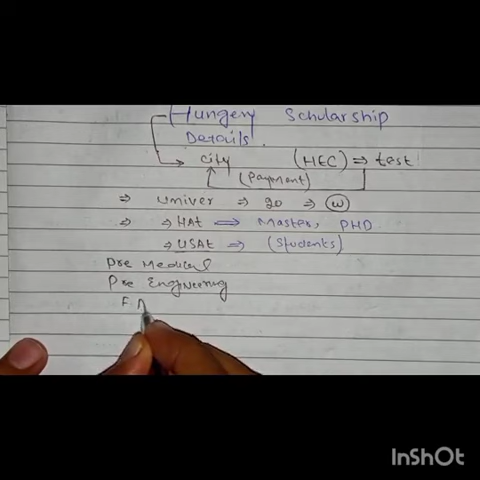 Hungery Scholarship
Details.
City (HEC) ⇒ test
(Payment)
⇒ Univer ⇒ 20 ⇒ W
⇒ → HAt ⇒ Master, PHD
→ USAt ⇒ (Students)
Pre Medical
Pre Engineering
F.A
InShOt